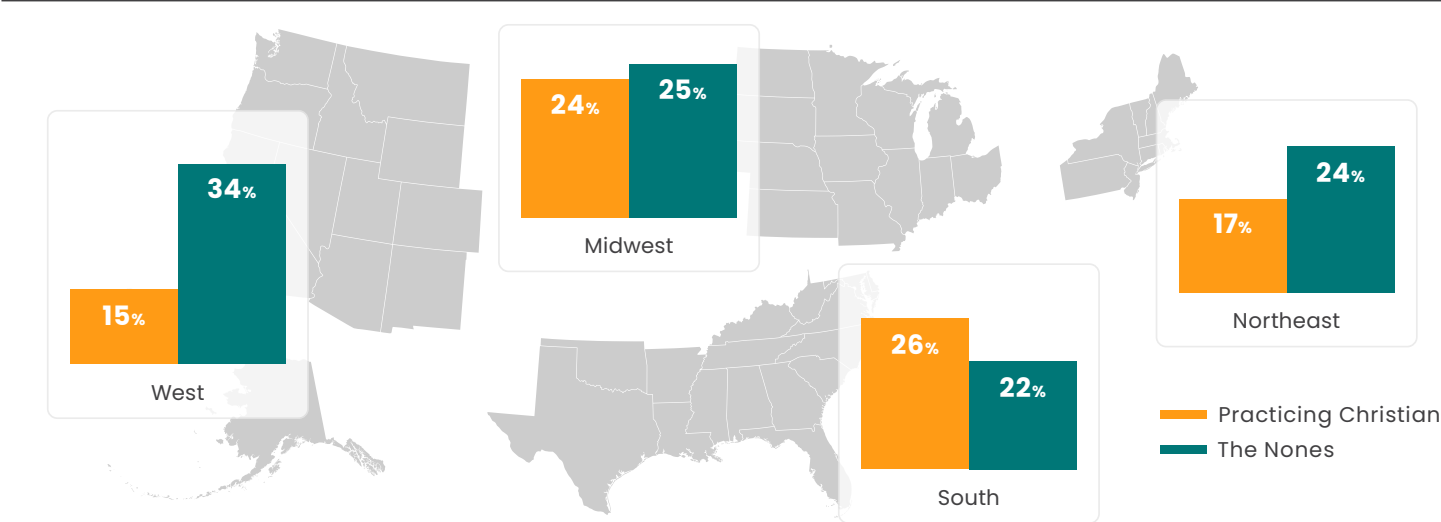 24%
25%
Midwest
34%
15%
West
24%
17%
Northeast
26%
22%
South
Practicing Christian
The Nones